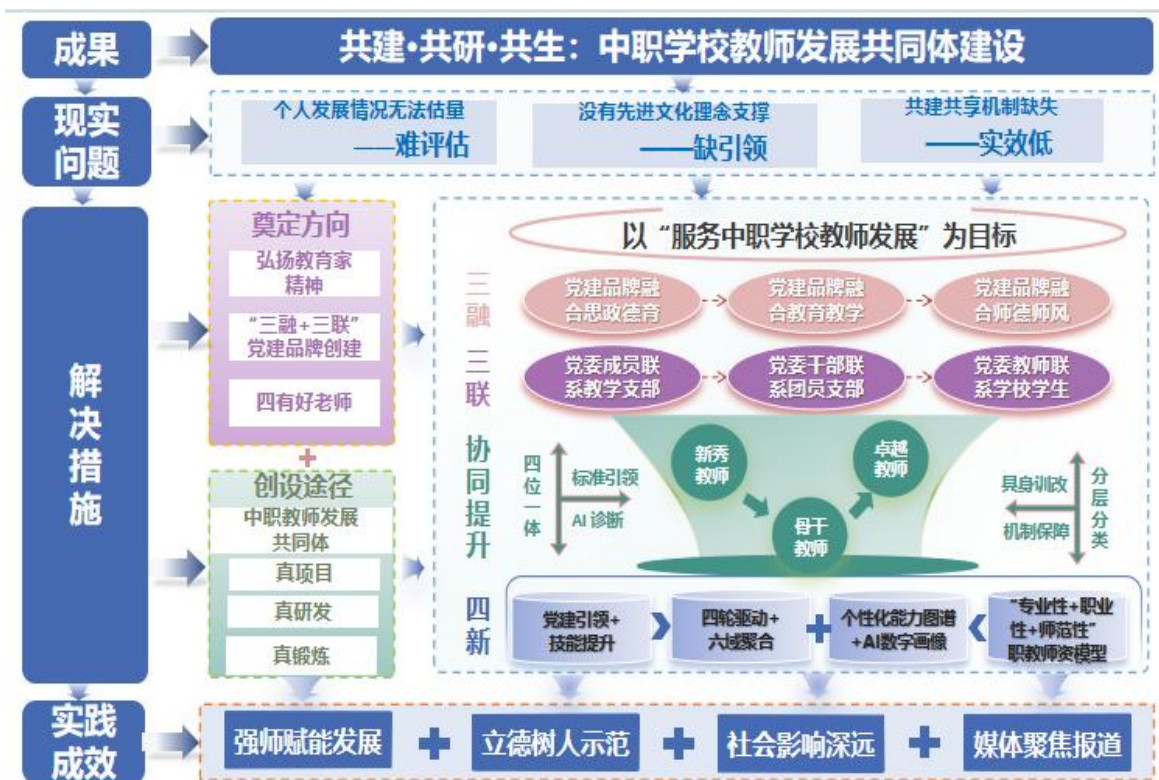 成果
共建·共研·共生：中职学校教师发展共同体建设
现实
问题
个人发展情况无法估量
——难评估
没有先进文化理念支撑
——缺引领
共建共享机制缺失
——实效低
解决措施
奠定方向
弘扬教育家
精神
“三融+三联”
党建品牌创建
四有好老师
+
创设途径
中职教师发展
共同体
真项目
真研发
真锻炼
以“服务中职学校教师发展”为目标
三融
党建品牌融
合思政德育
党建品牌融
合教育教学
党建品牌融
合师德师风
三联
党委成员联
系教学支部
党委干部联
系团员支部
党委教师联
系学校学生
协同提升
四位一体
标准引领
AI 诊断
新秀
教师
骨干
教师
卓越
教师
具身训改
机制保障
分层分类
四新
党建引领+
技能提升
四轮驱动+
六域聚合
+
个性化能力图谱
+AI数字画像
“专业性+职业
性+师范性”
职教师资模型
实践
成效
强师赋能发展
+
立德树人示范
+
社会影响深远
+
媒体聚焦报道